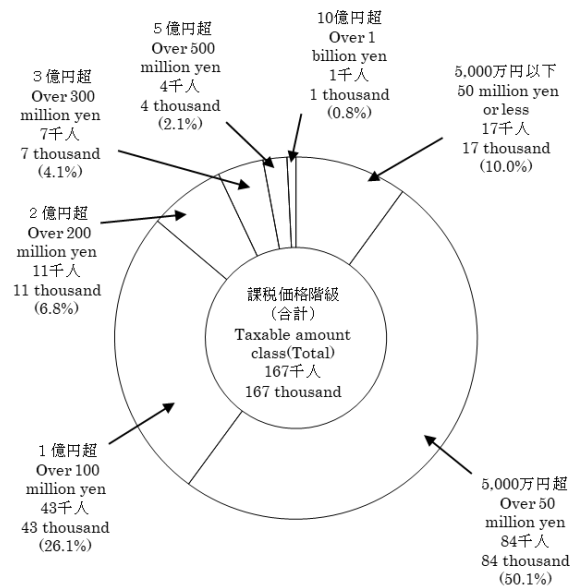 10億円超
Over 1
billion yen
1千人
1 thousand
(0.8%)
５億円超
Over 500
million yen
4千人
4 thousand
(2.1%)
３億円超
Over 300
million yen
7千人
7 thousand
(4.1%)
２億円超
Over 200
million yen
11千人
11 thousand
(6.8%)
１億円超
Over 100
million yen
43千人
43 thousand
(26.1%)
5,000万円以下
50 million yen
or less
17千人
17 thousand
(10.0%)
課税価格階級
（合計）
Taxable amount
class(Total)
167千人
167 thousand
5,000万円超
Over 50
million yen
84千人
84 thousand
(50.1%)